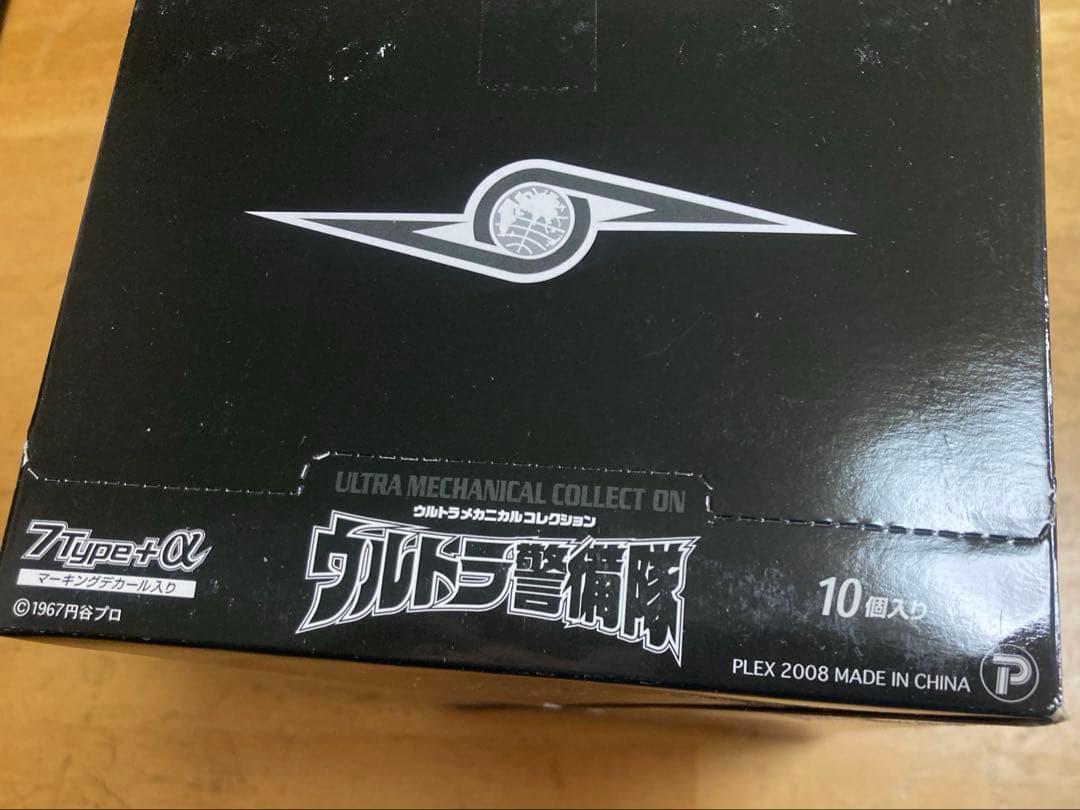 ULTRA MECHANICAL COLLECT ON
ウルトラメカニカルコレクション
ウルトラ警備隊
7Type+α
マーキングデカール入り
©1967円谷プロ
10個入り
PLEX 2008 MADE IN CHINA
P